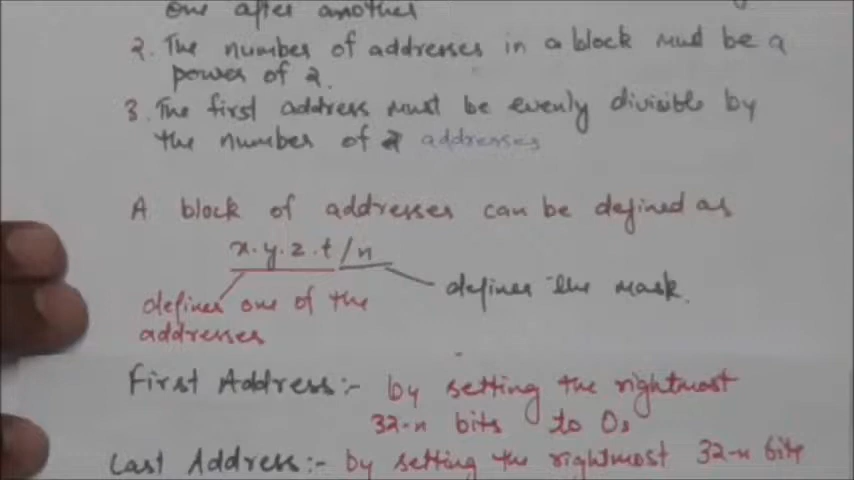 one after another
2. The number of addresses in a block must be a
power of 2.
3. The first address must be evenly divisible by
the number of addresses
A block of addresses can be defined as
x.y.z.t/n
defines one of the
addresses
defines the mask.
First Address:- by setting the rightmost
32-n bits to 0s
Last Address:- by setting the rightmost 32-n bits